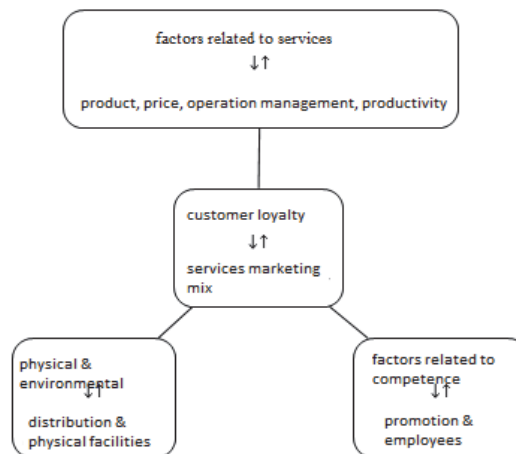 factors related to services
↓↑
product, price, operation management, productivity
customer loyalty
↓↑
services marketing
mix
physical &
environmental
↓↑
distribution &
physical facilities
factors related to
competence
↓↑
promotion &
employees